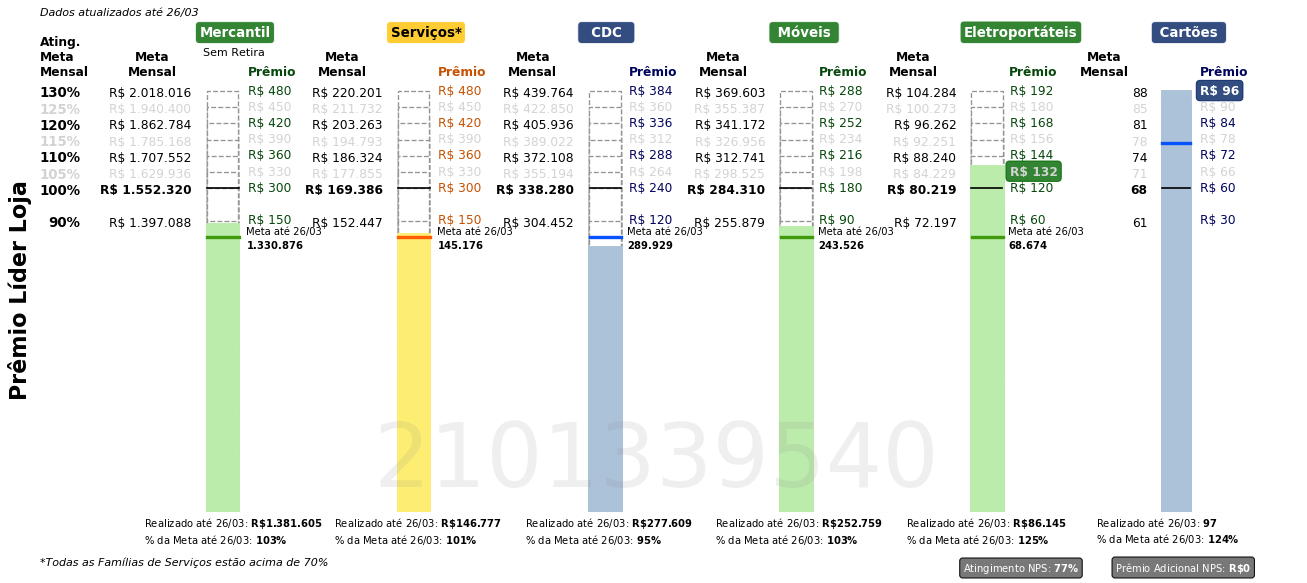 Dados atualizados até 26/03
Mercantil Serviços* CDC Móveis Eletroportáteis Cartões
Sem Retira
Ating. Meta Mensal Meta Mensal Prêmio Meta Mensal Prêmio Meta Mensal Prêmio Meta Mensal Prêmio Meta Mensal Prêmio Meta Mensal Prêmio
130% R$ 2.018.016 R$ 480 R$ 220.201 R$ 480 R$ 439.764 R$ 384 R$ 369.603 R$ 288 R$ 104.284 R$ 192 88 R$ 96
125% R$ 1.940.400 R$ 450 R$ 211.732 R$ 450 R$ 422.850 R$ 360 R$ 355.387 R$ 270 R$ 100.273 R$ 180 85 R$ 90
120% R$ 1.862.784 R$ 420 R$ 203.263 R$ 420 R$ 405.936 R$ 336 R$ 341.172 R$ 252 R$ 96.262 R$ 168 81 R$ 84
115% R$ 1.785.168 R$ 390 R$ 194.793 R$ 390 R$ 389.022 R$ 312 R$ 326.956 R$ 234 R$ 92.251 R$ 156 78 R$ 78
110% R$ 1.707.552 R$ 360 R$ 186.324 R$ 360 R$ 372.108 R$ 288 R$ 312.741 R$ 216 R$ 88.240 R$ 144 74 R$ 72
105% R$ 1.629.936 R$ 330 R$ 177.855 R$ 330 R$ 355.194 R$ 264 R$ 298.525 R$ 198 R$ 84.229 R$ 132 71 R$ 66
100% R$ 1.552.320 R$ 300 R$ 169.386 R$ 300 R$ 338.280 R$ 240 R$ 284.310 R$ 180 R$ 80.219 R$ 120 68 R$ 60
90% R$ 1.397.088 R$ 150 R$ 152.447 R$ 150 R$ 304.452 R$ 120 R$ 255.879 R$ 90 R$ 72.197 R$ 60 61 R$ 30
Meta até 26/03 Meta até 26/03 Meta até 26/03 Meta até 26/03 Meta até 26/03
1.330.876 145.176 289.929 243.526 68.674
Prêmio Líder Loja
2101339540
Realizado até 26/03: R$1.381.605 Realizado até 26/03: R$146.777 Realizado até 26/03: R$277.609 Realizado até 26/03: R$252.759 Realizado até 26/03: R$86.145 Realizado até 26/03: 97
% da Meta até 26/03: 103% % da Meta até 26/03: 101% % da Meta até 26/03: 95% % da Meta até 26/03: 103% % da Meta até 26/03: 125% % da Meta até 26/03: 124%
*Todas as Famílias de Serviços estão acima de 70% Atingimento NPS: 77% Prêmio Adicional NPS: R$0